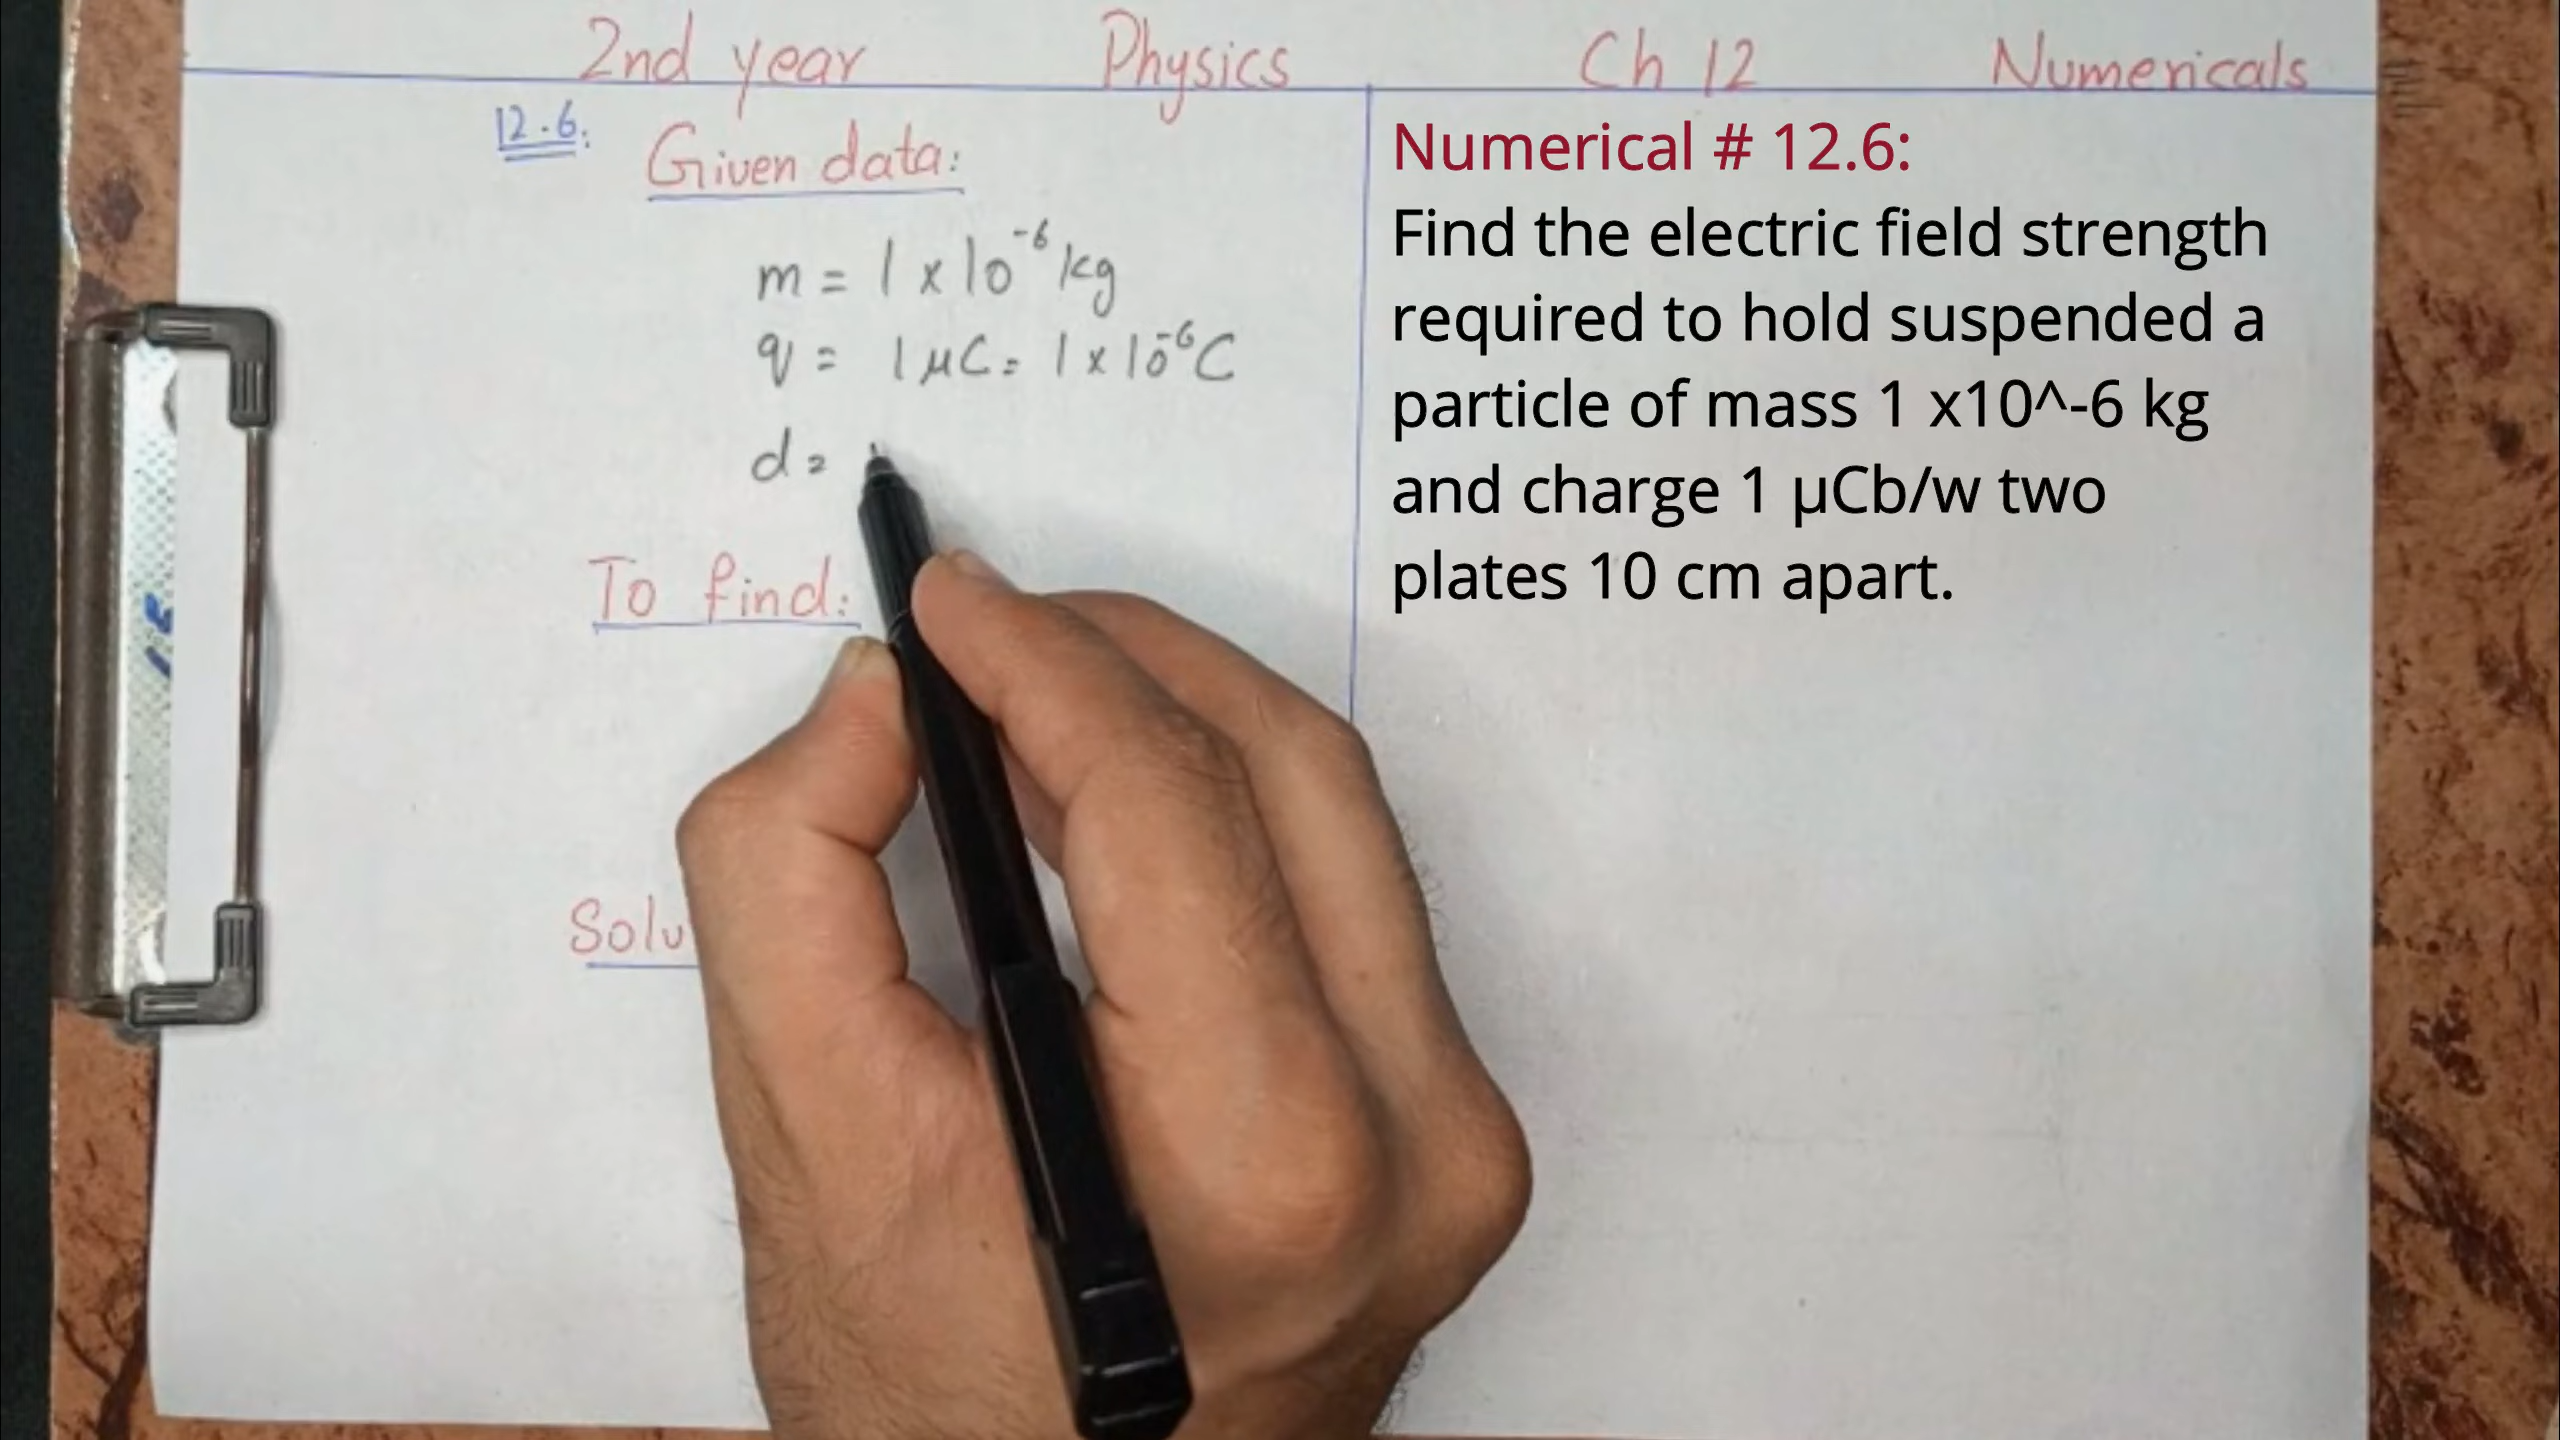 2nd year Physics Ch 12 Numericals
12.6:
Given data:
m = 1 x 10^-6 kg
q = 1 μC = 1 x 10^-6 C
d =
To find:
Solu
Numerical # 12.6:
Find the electric field strength
required to hold suspended a
particle of mass 1 x10^-6 kg
and charge 1 μCb/w two
plates 10 cm apart.